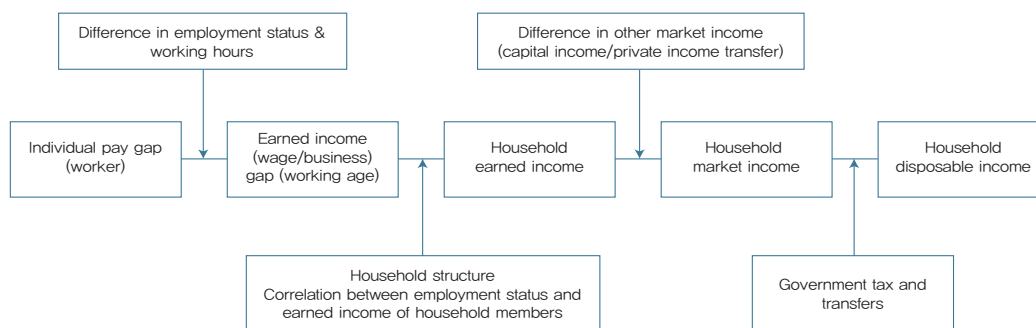 Difference in employment status &
working hours
Difference in other market income
(capital income/private income transfer)
Individual pay gap
(worker)
Earned income
(wage/business)
gap (working age)
Household
earned income
Household
market income
Household
disposable income
Household structure
Correlation between employment status and
earned income of household members
Government tax and
transfers